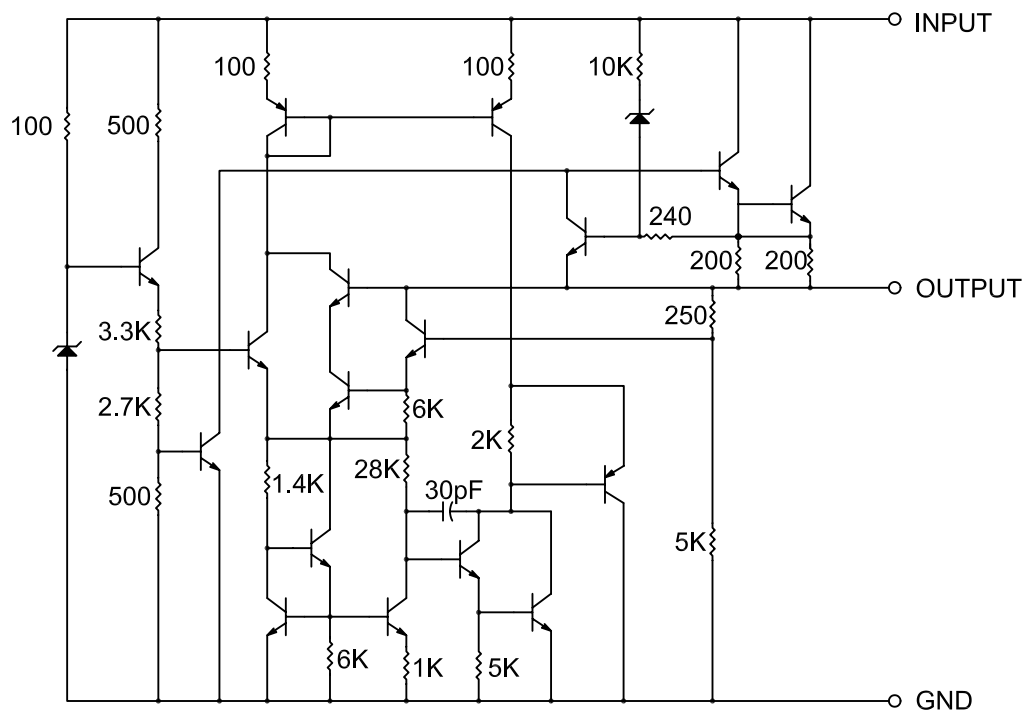 INPUT
100
100
10K
100
500
240
200
200
OUTPUT
250
3.3K
2.7K
6K
2K
28K
1.4K
30pF
500
5K
6K
1K
5K
GND